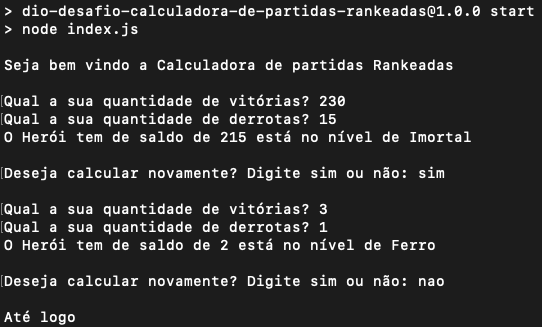 > dio-desafio-calculadora-de-partidas-rankeadas@1.0.0 start
> node index.js
Seja bem vindo a Calculadora de partidas Rankeadas
Qual a sua quantidade de vitórias? 230
Qual a sua quantidade de derrotas? 15
O Herói tem de saldo de 215 está no nível de Imortal
Deseja calcular novamente? Digite sim ou não: sim
Qual a sua quantidade de vitórias? 3
Qual a sua quantidade de derrotas? 1
O Herói tem de saldo de 2 está no nível de Ferro
Deseja calcular novamente? Digite sim ou não: nao
Até logo